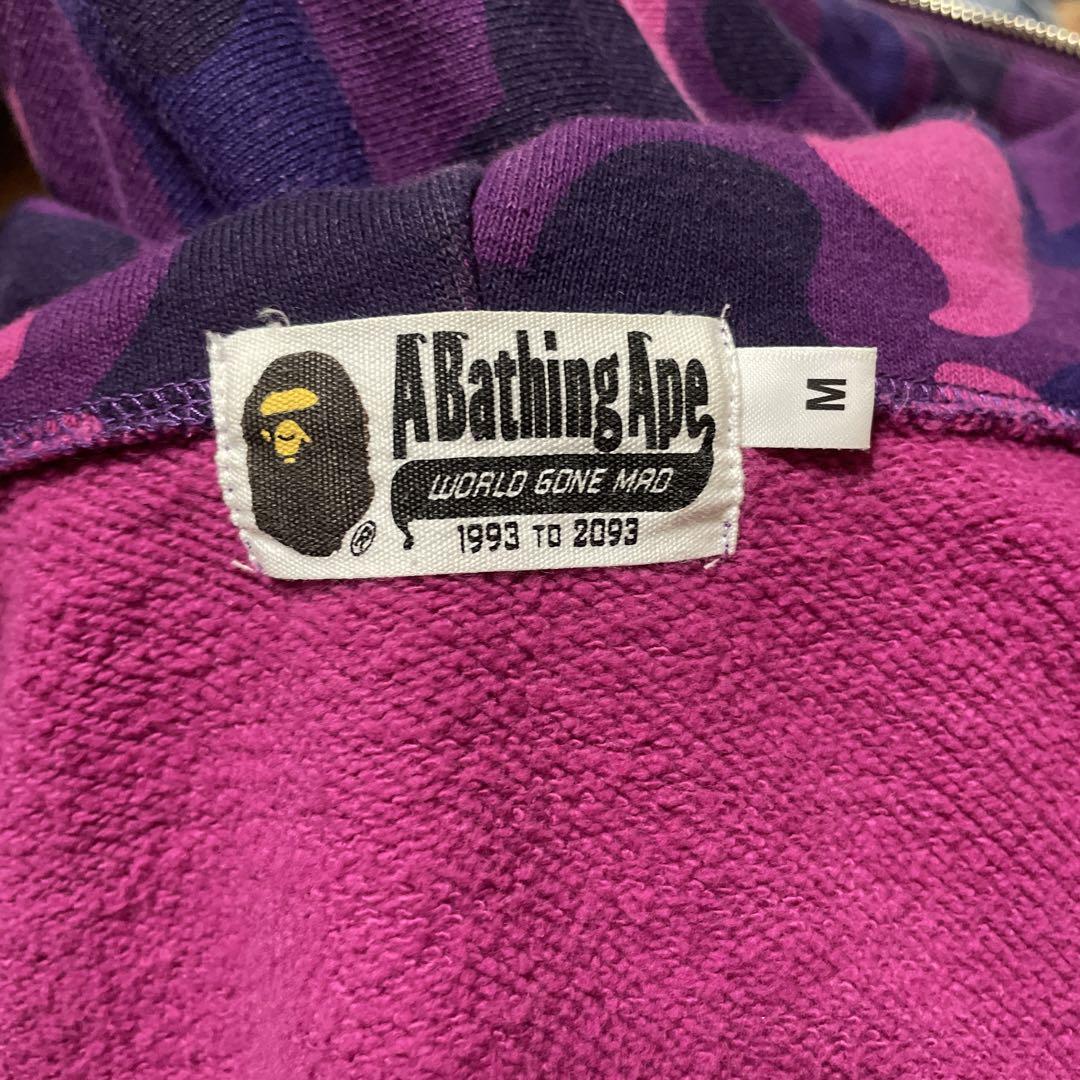 A Bathing Ape
WORLD GONE MAD
1993 TO 2093
®
M